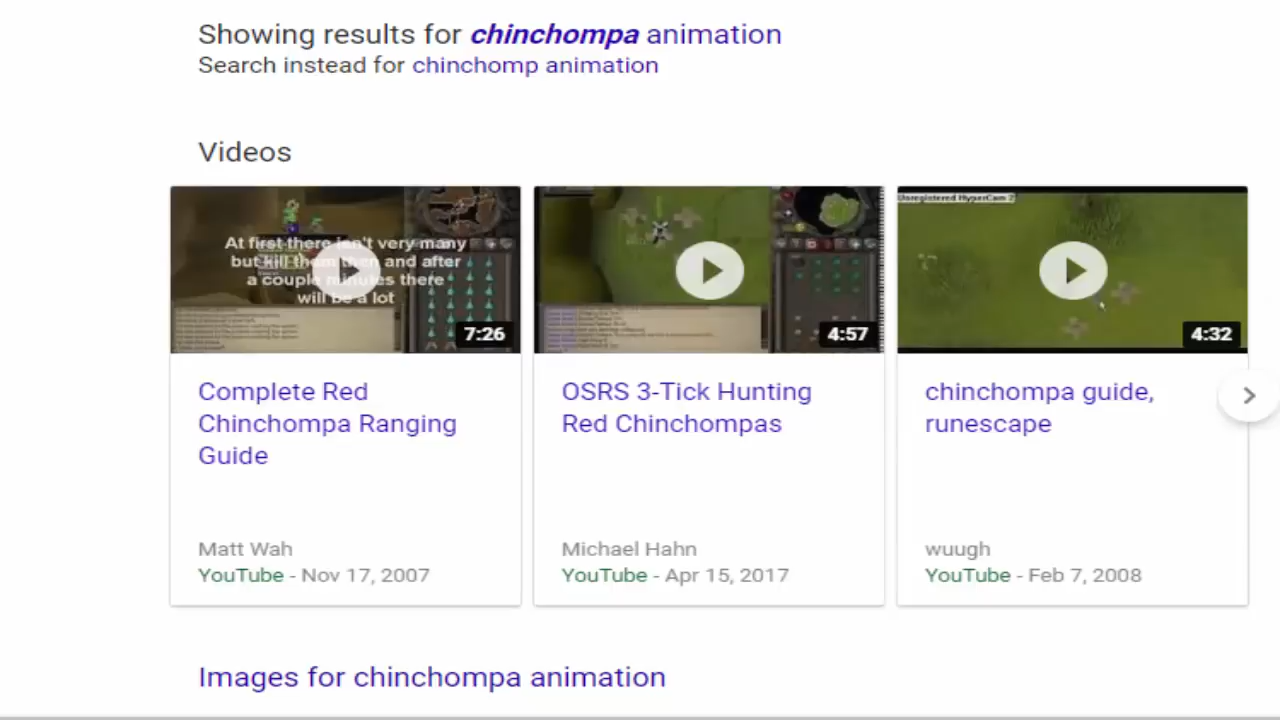 Showing results for chinchompa animation
Search instead for chinchomp animation
Videos
At first there isn't very many
but kill them then and after
a couple minutes there
will be a lot
7:26
4:57
Unregistered HyperCam 2
4:32
Complete Red
Chinchompa Ranging
Guide
Matt Wah
YouTube - Nov 17, 2007
OSRS 3-Tick Hunting
Red Chinchompas
Michael Hahn
YouTube - Apr 15, 2017
chinchompa guide,
runescape
wuugh
YouTube - Feb 7, 2008
Images for chinchompa animation